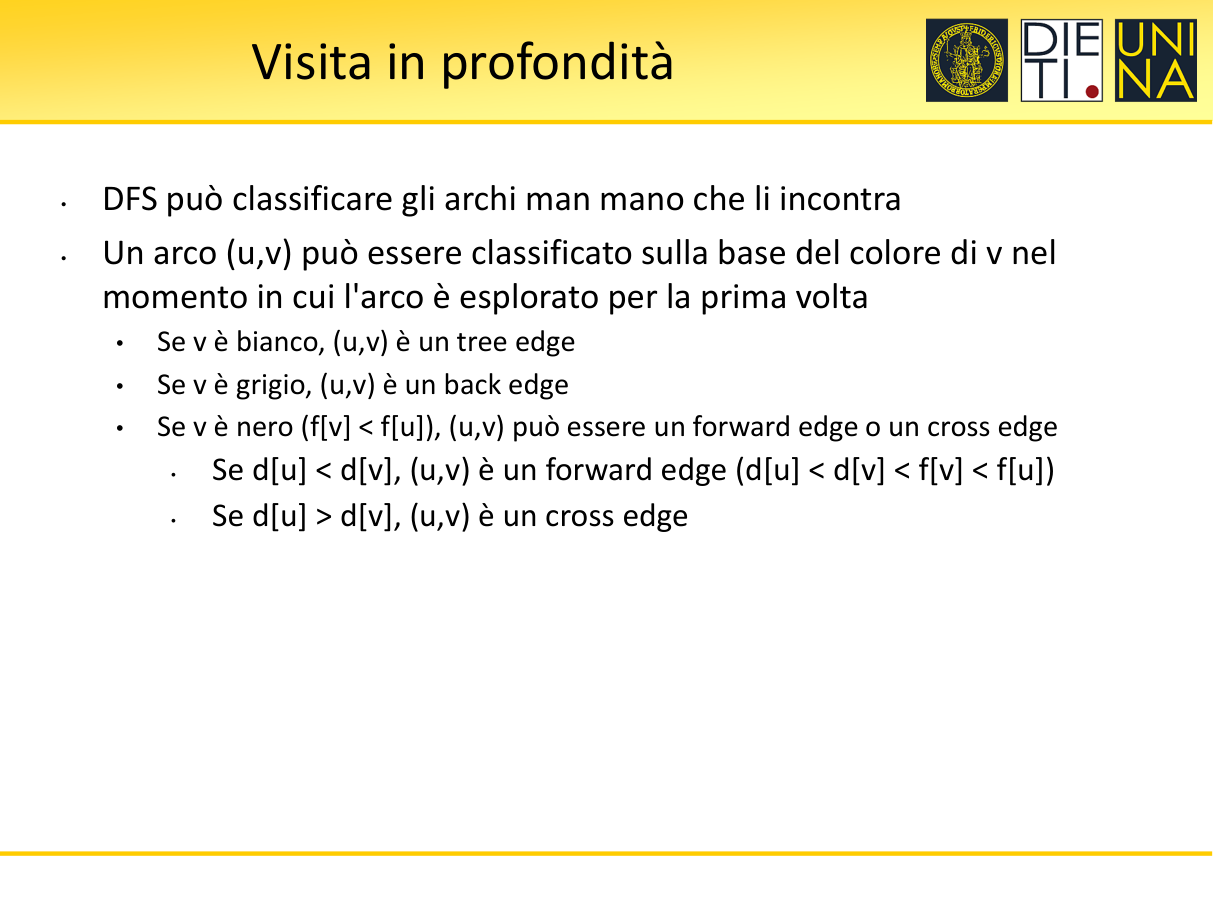 Visita in profondità
DIE
TI.
UNI
NA
• DFS può classificare gli archi man mano che li incontra
• Un arco (u,v) può essere classificato sulla base del colore di v nel
momento in cui l'arco è esplorato per la prima volta
• Se v è bianco, (u,v) è un tree edge
• Se v è grigio, (u,v) è un back edge
• Se v è nero (f[v] < f[u]), (u,v) può essere un forward edge o un cross edge
• Se d[u] < d[v], (u,v) è un forward edge (d[u] < d[v] < f[v] < f[u])
• Se d[u] > d[v], (u,v) è un cross edge